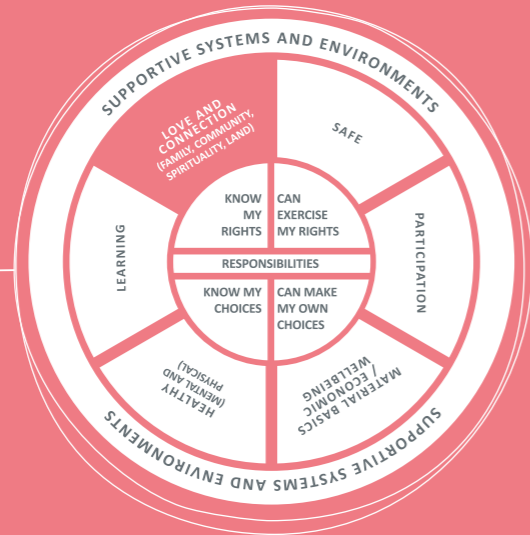 SUPPORTIVE SYSTEMS AND ENVIRONMENTS
LOVE AND
CONNECTION
(FAMILY, COMMUNITY,
SPIRITUALITY, LAND)
SAFE
KNOW
MY
RIGHTS
CAN
EXERCISE
MY RIGHTS
LEARNING
PARTICIPATION
RESPONSIBILITIES
KNOW MY
CHOICES
CAN MAKE
MY OWN
CHOICES
HEALTHY
(MENTAL AND
PHYSICAL)
MATERIAL BASICS
/ ECONOMIC
WELLBEING
SUPPORTIVE SYSTEMS AND ENVIRONMENTS